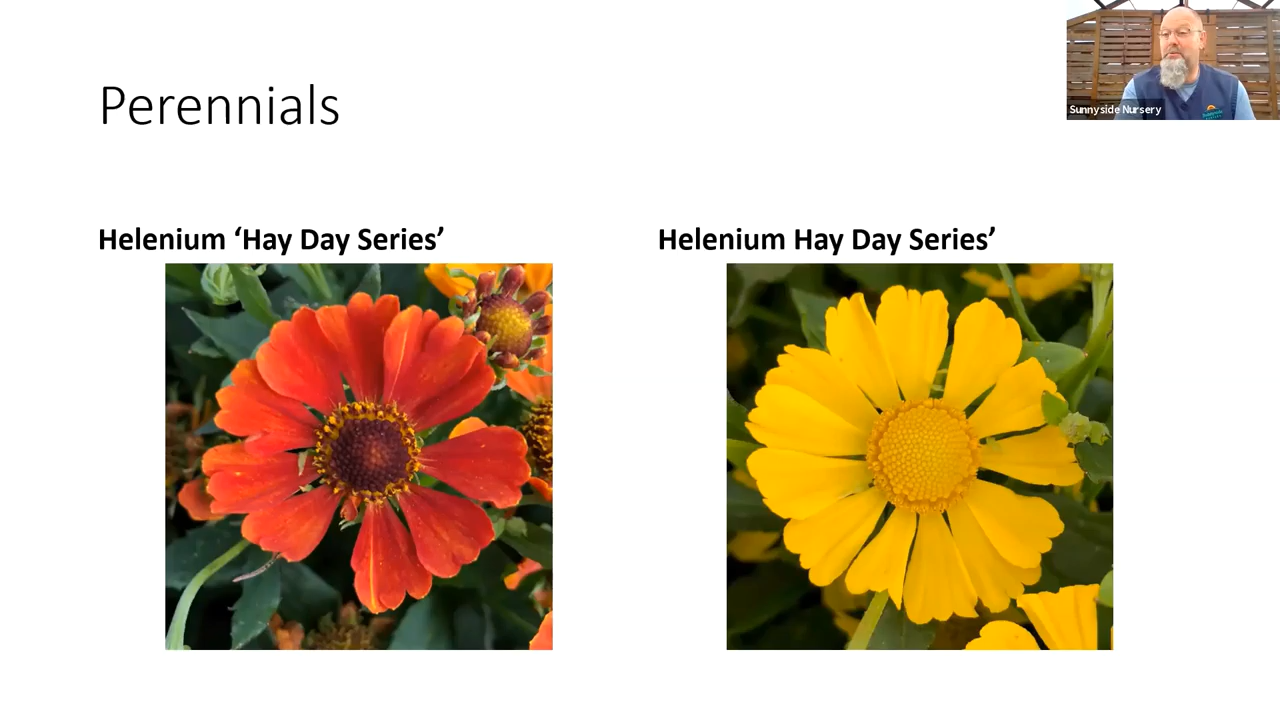 Perennials
Sunnyside Nursery
Helenium ‘Hay Day Series’
Helenium Hay Day Series’